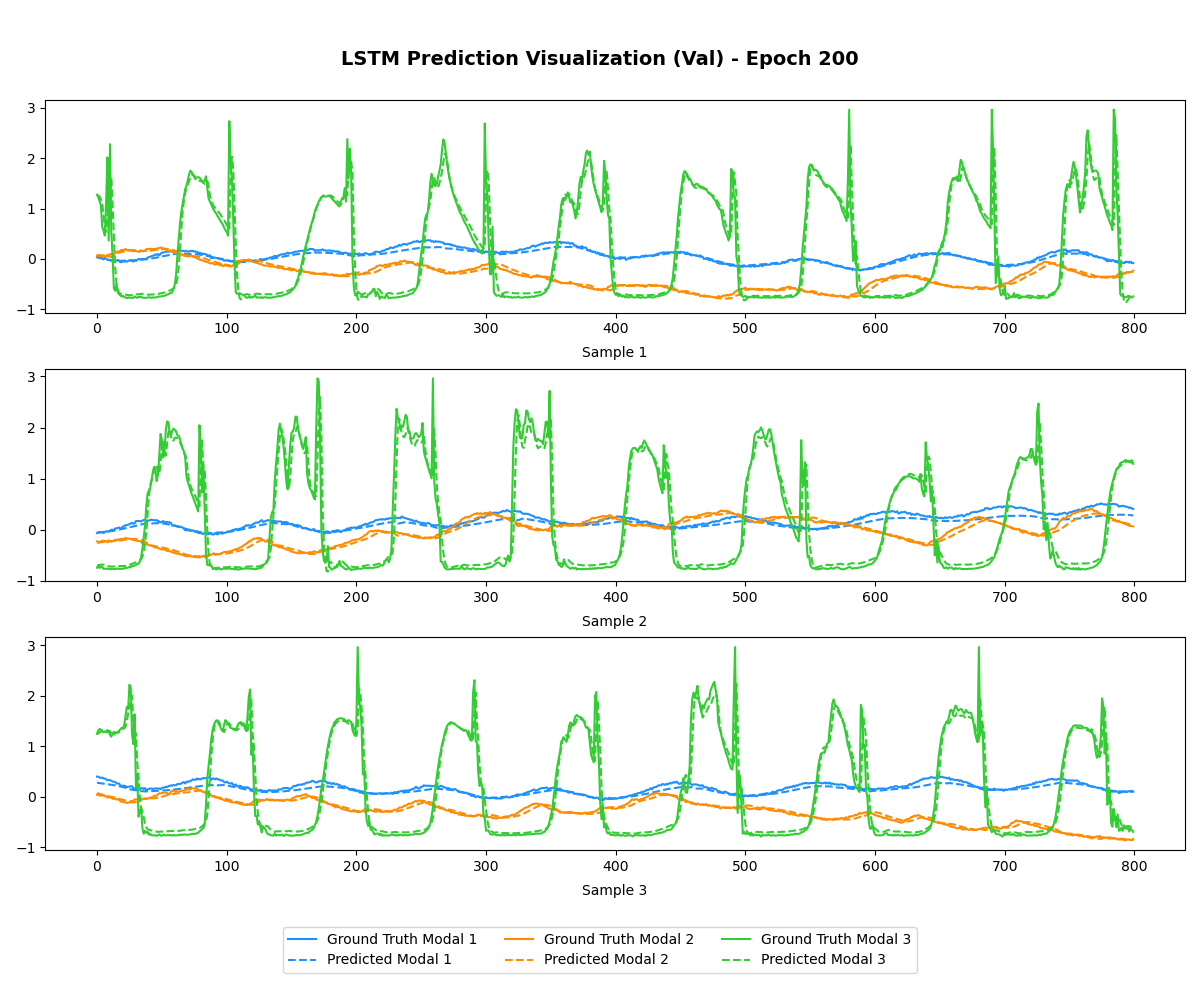 LSTM Prediction Visualization (Val) - Epoch 200
3
2
1
0
−1
0 100 200 300 400 500 600 700 800
Sample 1
3
2
1
0
−1
0 100 200 300 400 500 600 700 800
Sample 2
3
2
1
0
−1
0 100 200 300 400 500 600 700 800
Sample 3
Ground Truth Modal 1 Ground Truth Modal 2 Ground Truth Modal 3
Predicted Modal 1 Predicted Modal 2 Predicted Modal 3